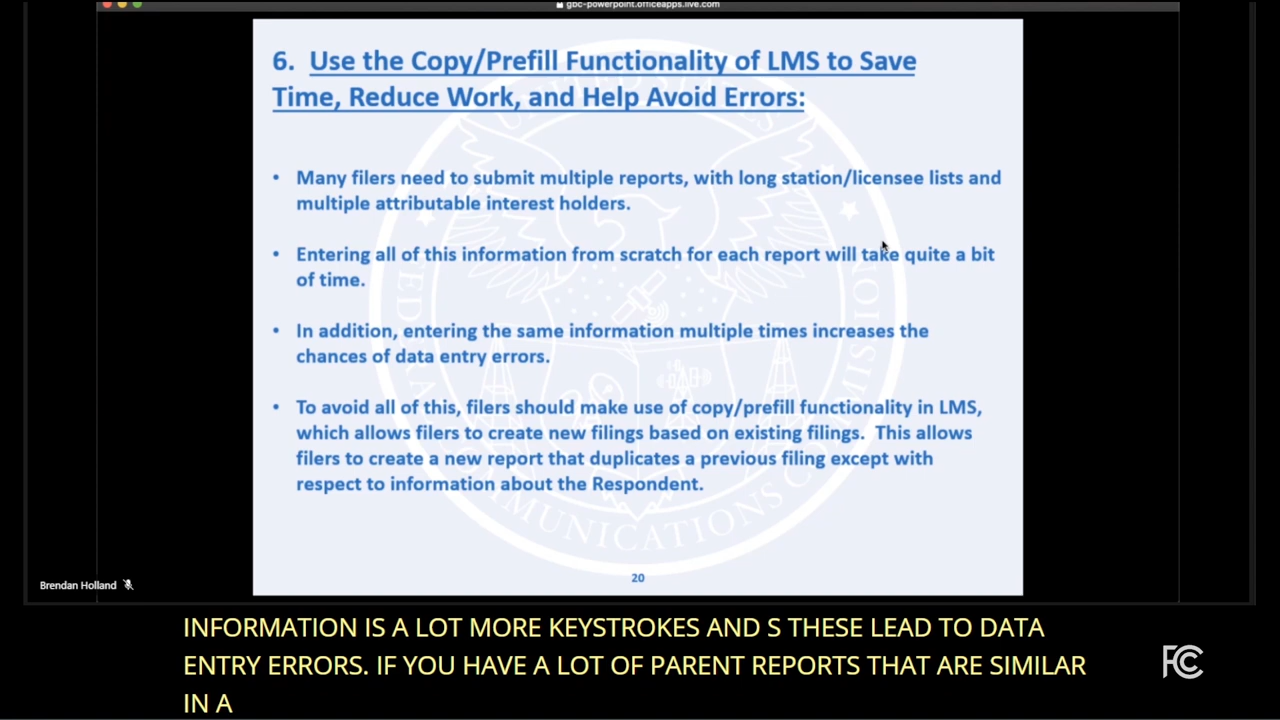 gbc-powerpoint.officeapps.live.com
6. Use the Copy/Prefill Functionality of LMS to Save
Time, Reduce Work, and Help Avoid Errors:
• Many filers need to submit multiple reports, with long station/licensee lists and
multiple attributable interest holders.
• Entering all of this information from scratch for each report will take quite a bit
of time.
• In addition, entering the same information multiple times increases the
chances of data entry errors.
• To avoid all of this, filers should make use of copy/prefill functionality in LMS,
which allows filers to create new filings based on existing filings.  This allows
filers to create a new report that duplicates a previous filing except with
respect to information about the Respondent.
20
Brendan Holland
INFORMATION IS A LOT MORE KEYSTROKES AND S THESE LEAD TO DATA
ENTRY ERRORS. IF YOU HAVE A LOT OF PARENT REPORTS THAT ARE SIMILAR
IN A
FCC